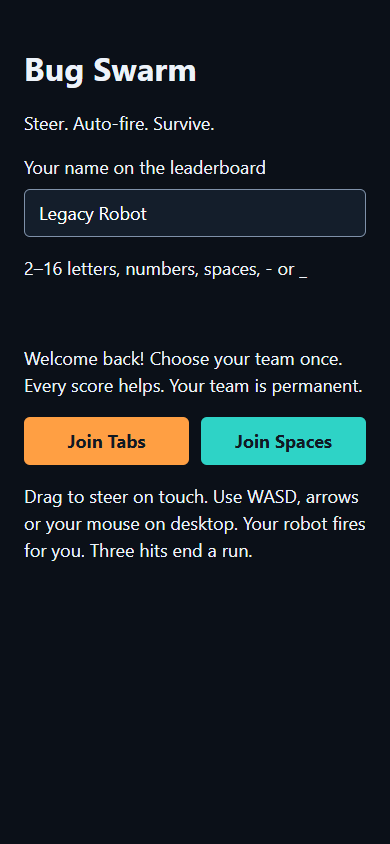 Bug Swarm
Steer. Auto-fire. Survive.
Your name on the leaderboard
Legacy Robot
2–16 letters, numbers, spaces, - or _
Welcome back! Choose your team once.
Every score helps. Your team is permanent.
Join Tabs
Join Spaces
Drag to steer on touch. Use WASD, arrows
or your mouse on desktop. Your robot fires
for you. Three hits end a run.